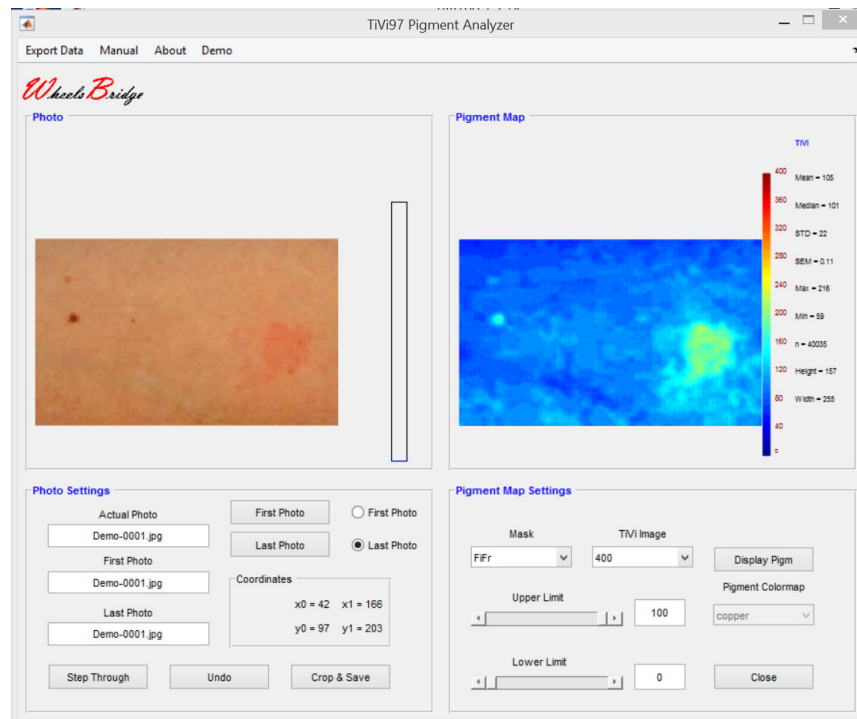 TiVi97 Pigment Analyzer
Export Data Manual About Demo
WheelsBridge
Photo
Pigment Map
TiVi
400
360
320
280
240
200
160
120
80
40
0
Mean = 105
Median = 101
STD = 22
SEM = 0.11
Max = 216
Min = 59
n = 40035
Height = 157
Width = 255
Photo Settings
Actual Photo
Demo-0001.jpg
First Photo
Demo-0001.jpg
Last Photo
Demo-0001.jpg
First Photo
First Photo
Last Photo
Last Photo
Coordinates
x0 = 42 x1 = 166
y0 = 97 y1 = 203
Step Through
Undo
Crop & Save
Pigment Map Settings
Mask
FiFr
TiVi Image
400
Display Pigm
Upper Limit
100
Pigment Colormap
copper
Lower Limit
0
Close